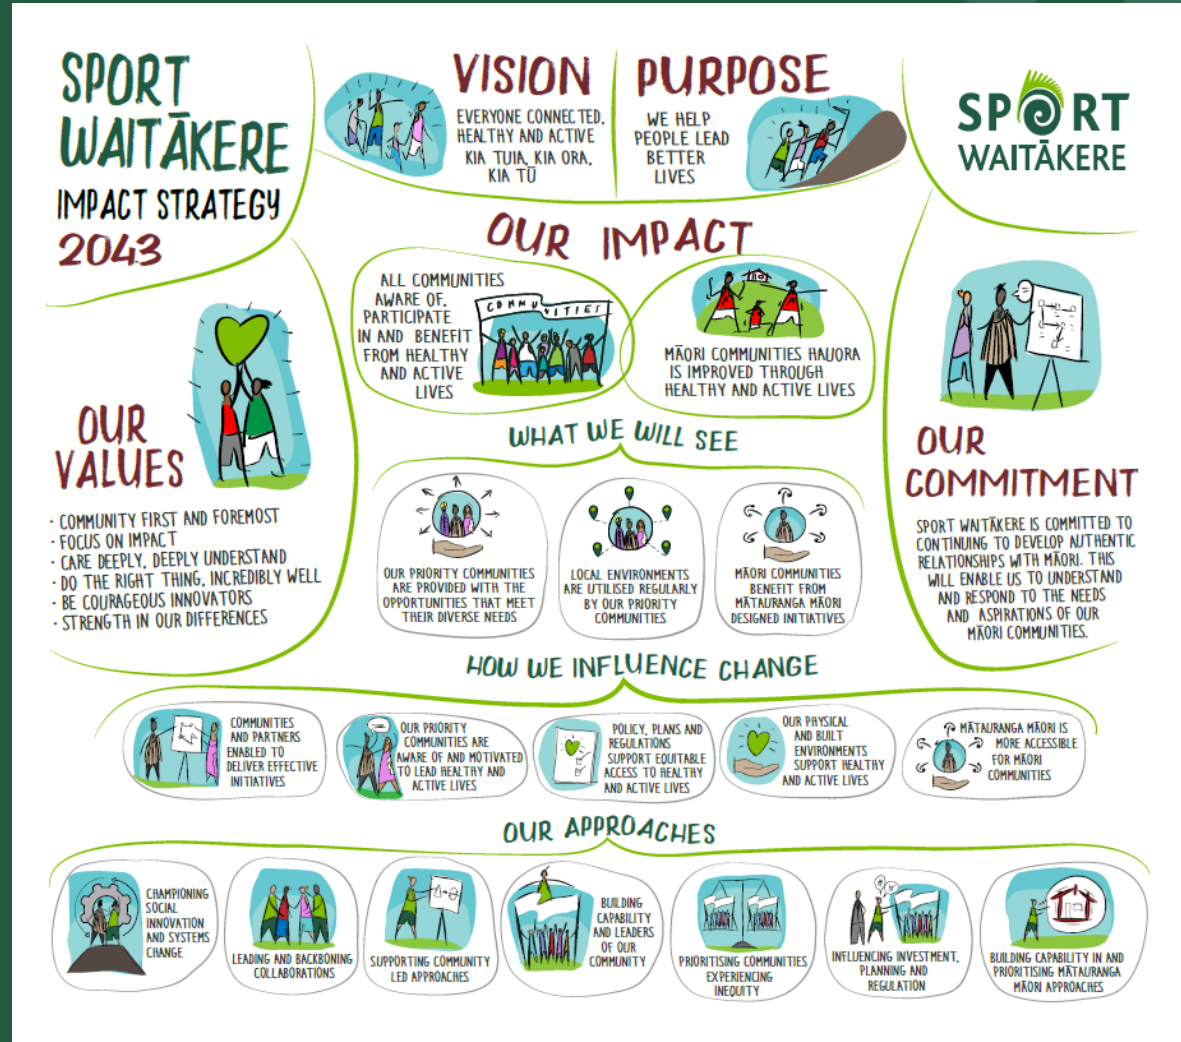 SPORT
WAITĀKERE
IMPACT STRATEGY
2043
VISION
EVERYONE CONNECTED,
HEALTHY AND ACTIVE
KIA TUIA, KIA ORA,
KIA TŪ
PURPOSE
WE HELP
PEOPLE LEAD
BETTER
LIVES
SPORT
WAITĀKERE
OUR IMPACT
ALL COMMUNITIES
AWARE OF,
PARTICIPATE
IN AND BENEFIT
FROM HEALTHY
AND ACTIVE
LIVES
COMMUNITIES
MĀORI COMMUNITIES HAUORA
IS IMPROVED THROUGH
HEALTHY AND ACTIVE LIVES
OUR
VALUES
· COMMUNITY FIRST AND FOREMOST
· FOCUS ON IMPACT
· CARE DEEPLY, DEEPLY UNDERSTAND
· DO THE RIGHT THING, INCREDIBLY WELL
· BE COURAGEOUS INNOVATORS
· STRENGTH IN OUR DIFFERENCES
WHAT WE WILL SEE
OUR PRIORITY COMMUNITIES
ARE PROVIDED WITH THE
OPPORTUNITIES THAT MEET
THEIR DIVERSE NEEDS
LOCAL ENVIRONMENTS
ARE UTILISED REGULARLY
BY OUR PRIORITY
COMMUNITIES
MĀORI COMMUNITIES
BENEFIT FROM
MĀTAURANGA MĀORI
DESIGNED INITIATIVES
OUR
COMMITMENT
SPORT WAITĀKERE IS COMMITTED TO
CONTINUING TO DEVELOP AUTHENTIC
RELATIONSHIPS WITH MĀORI. THIS
WILL ENABLE US TO UNDERSTAND
AND RESPOND TO THE NEEDS
AND ASPIRATIONS OF OUR
MĀORI COMMUNITIES.
HOW WE INFLUENCE CHANGE
COMMUNITIES
AND PARTNERS
ENABLED TO
DELIVER EFFECTIVE
INITIATIVES
OUR PRIORITY
COMMUNITIES ARE
AWARE OF AND MOTIVATED
TO LEAD HEALTHY AND
ACTIVE LIVES
POLICY, PLANS AND
REGULATIONS
SUPPORT EQUITABLE
ACCESS TO HEALTHY
AND ACTIVE LIVES
OUR PHYSICAL
AND BUILT
ENVIRONMENTS
SUPPORT HEALTHY
AND ACTIVE LIVES
MĀTAURANGA MĀORI IS
MORE ACCESSIBLE
FOR MĀORI
COMMUNITIES
OUR APPROACHES
CHAMPIONING
SOCIAL
INNOVATION
AND SYSTEMS
CHANGE
LEADING AND BACKBONING
COLLABORATIONS
SUPPORTING COMMUNITY
LED APPROACHES
BUILDING
CAPABILITY
AND LEADERS
OF OUR
COMMUNITY
PRIORITISING COMMUNITIES
EXPERIENCING
INEQUITY
INFLUENCING INVESTMENT,
PLANNING AND
REGULATION
BUILDING CAPABILITY IN AND
PRIORITISING MĀTAURANGA
MĀORI APPROACHES